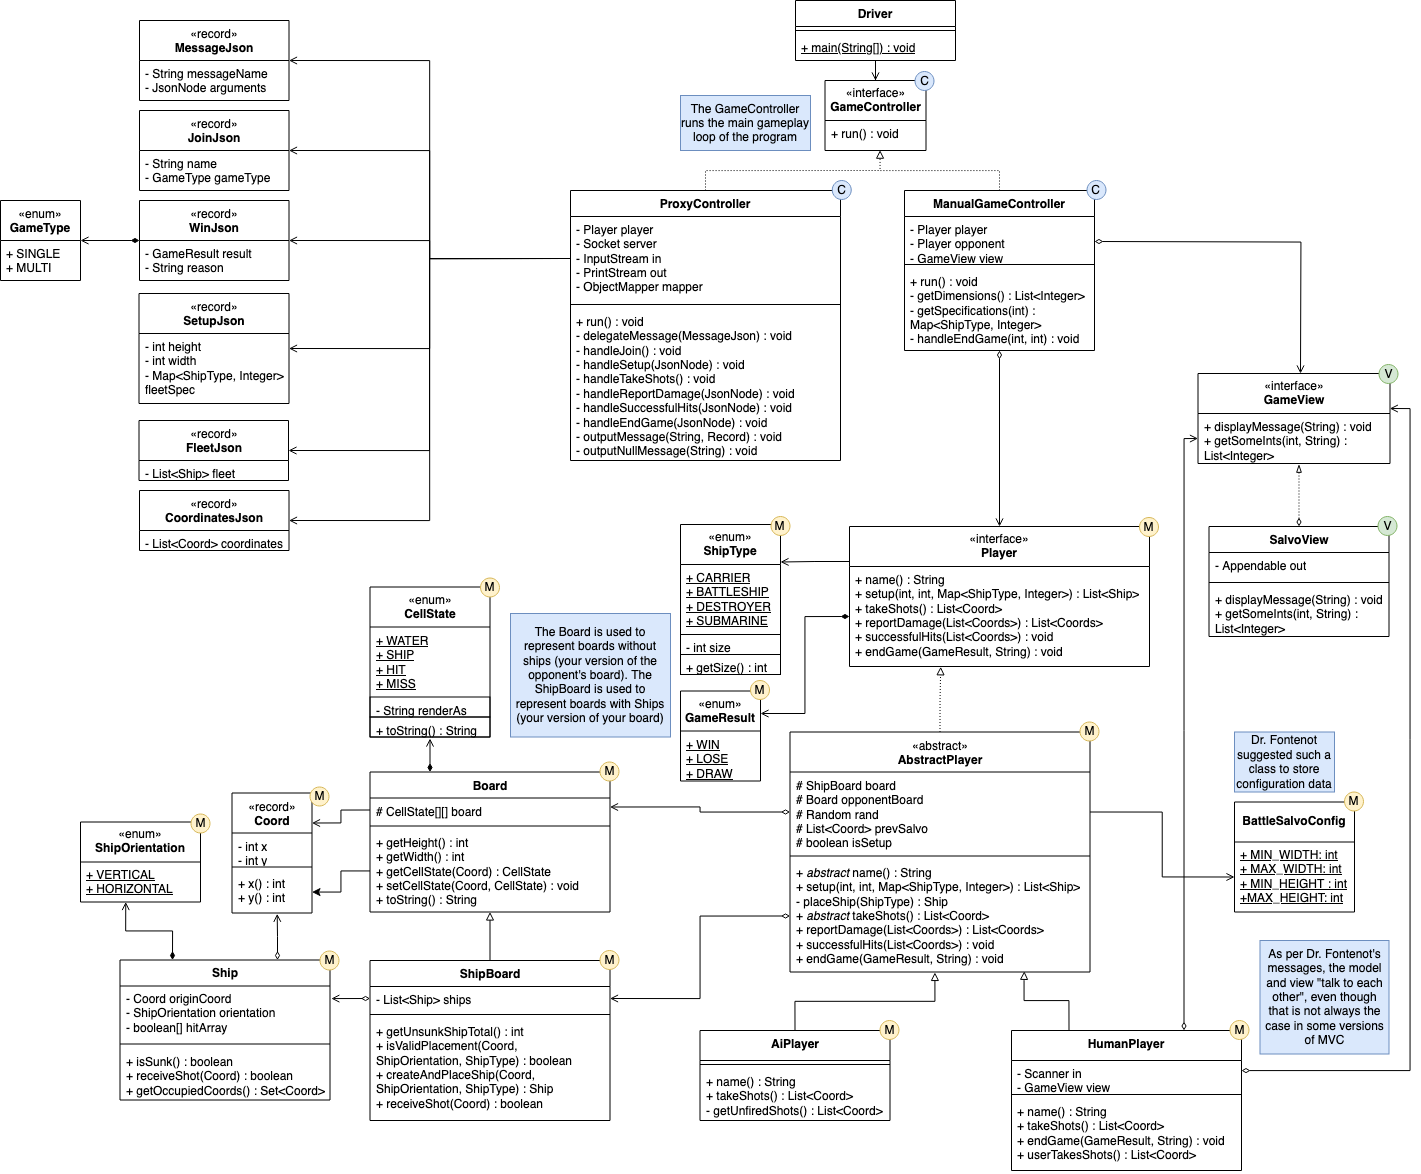 Driver
+ main(String[]) : void
C
«interface»
GameController
+ run() : void
The GameController
runs the main gameplay
loop of the program
«record»
MessageJson
- String messageName
- JsonNode arguments
«record»
JoinJson
- String name
- GameType gameType
«enum»
GameType
+ SINGLE
+ MULTI
«record»
WinJson
- GameResult result
- String reason
«record»
SetupJson
- int height
- int width
- Map<ShipType, Integer>
fleetSpec
«record»
FleetJson
- List<Ship> fleet
«record»
CoordinatesJson
- List<Coord> coordinates
C
ProxyController
- Player player
- Socket server
- InputStream in
- PrintStream out
- ObjectMapper mapper
+ run() : void
- delegateMessage(MessageJson) : void
- handleJoin() : void
- handleSetup(JsonNode) : void
- handleTakeShots() : void
- handleReportDamage(JsonNode) : void
- handleSuccessfulHits(JsonNode) : void
- handleEndGame(JsonNode) : void
- outputMessage(String, Record) : void
- outputNullMessage(String) : void
C
ManualGameController
- Player player
- Player opponent
- GameView view
+ run() : void
- getDimensions() : List<Integer>
- getSpecifications(int) :
Map<ShipType, Integer>
- handleEndGame(int, int) : void
V
«interface»
GameView
+ displayMessage(String) : void
+ getSomeInts(int, String) :
List<Integer>
V
SalvoView
- Appendable out
+ displayMessage(String) : void
+ getSomeInts(int, String) :
List<Integer>
M
«enum»
ShipType
+ CARRIER
+ BATTLESHIP
+ DESTROYER
+ SUBMARINE
- int size
+ getSize() : int
M
«interface»
Player
+ name() : String
+ setup(int, int, Map<ShipType, Integer>) : List<Ship>
+ takeShots() : List<Coord>
+ reportDamage(List<Coords>) : List<Coords>
+ successfulHits(List<Coords>) : void
+ endGame(GameResult, String) : void
M
«enum»
CellState
+ WATER
+ SHIP
+ HIT
+ MISS
- String renderAs
+ toString() : String
The Board is used to
represent boards without
ships (your version of the
opponent's board). The
ShipBoard is used to
represent boards with Ships
(your version of your board)
M
«enum»
GameResult
+ WIN
+ LOSE
+ DRAW
M
«abstract»
AbstractPlayer
# ShipBoard board
# Board opponentBoard
# Random rand
# List<Coord> prevSalvo
# boolean isSetup
+ abstract name() : String
+ setup(int, int, Map<ShipType, Integer>) : List<Ship>
- placeShip(ShipType) : Ship
+ abstract takeShots() : List<Coord>
+ reportDamage(List<Coords>) : List<Coords>
+ successfulHits(List<Coords>) : void
+ endGame(GameResult, String) : void
Dr. Fontenot
suggested such a
class to store
configuration data
M
BattleSalvoConfig
+ MIN_WIDTH: int
+ MAX_WIDTH: int
+ MIN_HEIGHT : int
+MAX_HEIGHT: int
M
Board
# CellState[][] board
+ getHeight() : int
+ getWidth() : int
+ getCellState(Coord) : CellState
+ setCellState(Coord, CellState) : void
+ toString() : String
M
«record»
Coord
- int x
- int y
+ x() : int
+ y() : int
M
«enum»
ShipOrientation
+ VERTICAL
+ HORIZONTAL
M
Ship
- Coord originCoord
- ShipOrientation orientation
- boolean[] hitArray
+ isSunk() : boolean
+ receiveShot(Coord) : boolean
+ getOccupiedCoords() : Set<Coord>
M
ShipBoard
- List<Ship> ships
+ getUnsunkShipTotal() : int
+ isValidPlacement(Coord,
ShipOrientation, ShipType) : boolean
+ createAndPlaceShip(Coord,
ShipOrientation, ShipType) : Ship
+ receiveShot(Coord) : boolean
M
AiPlayer
+ name() : String
+ takeShots() : List<Coord>
- getUnfiredShots() : List<Coord>
M
HumanPlayer
- Scanner in
- GameView view
+ name() : String
+ takeShots() : List<Coord>
+ endGame(GameResult, String) : void
+ userTakesShots() : List<Coord>
As per Dr. Fontenot's
messages, the model
and view "talk to each
other", even though
that is not always the
case in some versions
of MVC